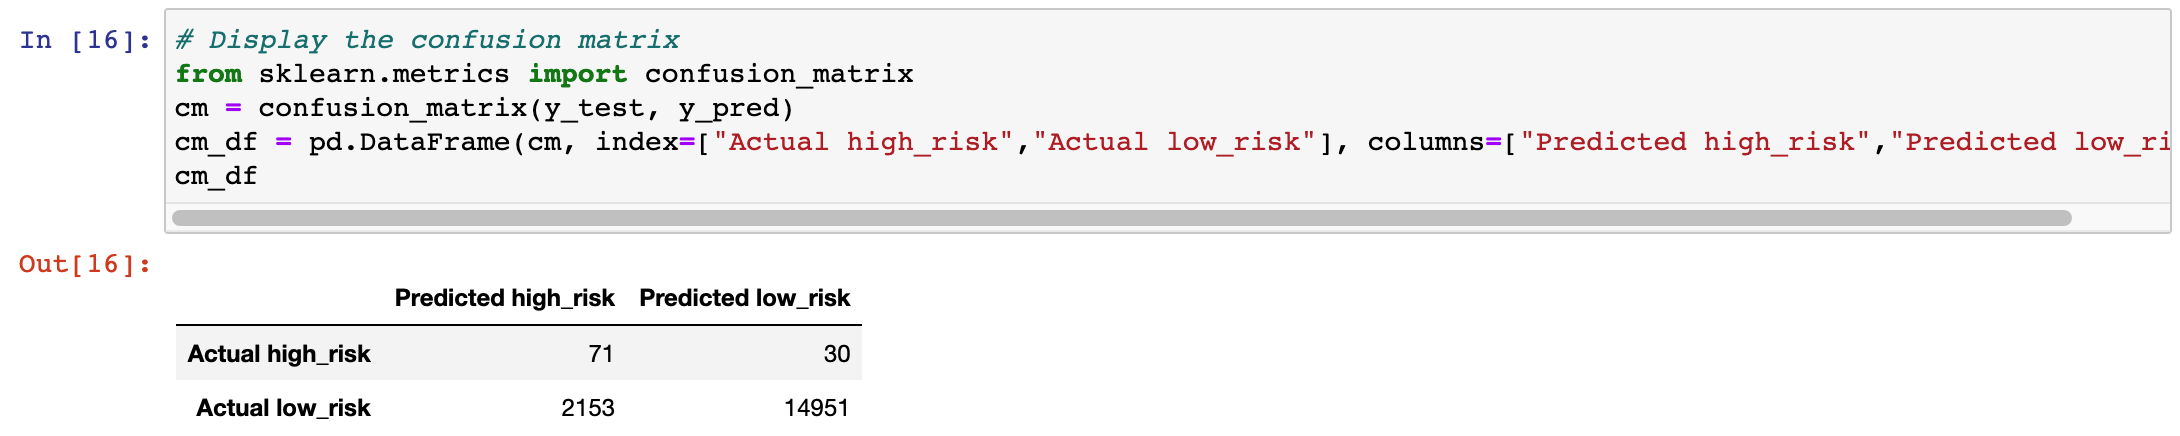 In [16]: # Display the confusion matrix
from sklearn.metrics import confusion_matrix
cm = confusion_matrix(y_test, y_pred)
cm_df = pd.DataFrame(cm, index=["Actual high_risk","Actual low_risk"], columns=["Predicted high_risk","Predicted low_ri
cm_df
Out[16]:
Predicted high_risk Predicted low_risk
Actual high_risk 71 30
Actual low_risk 2153 14951